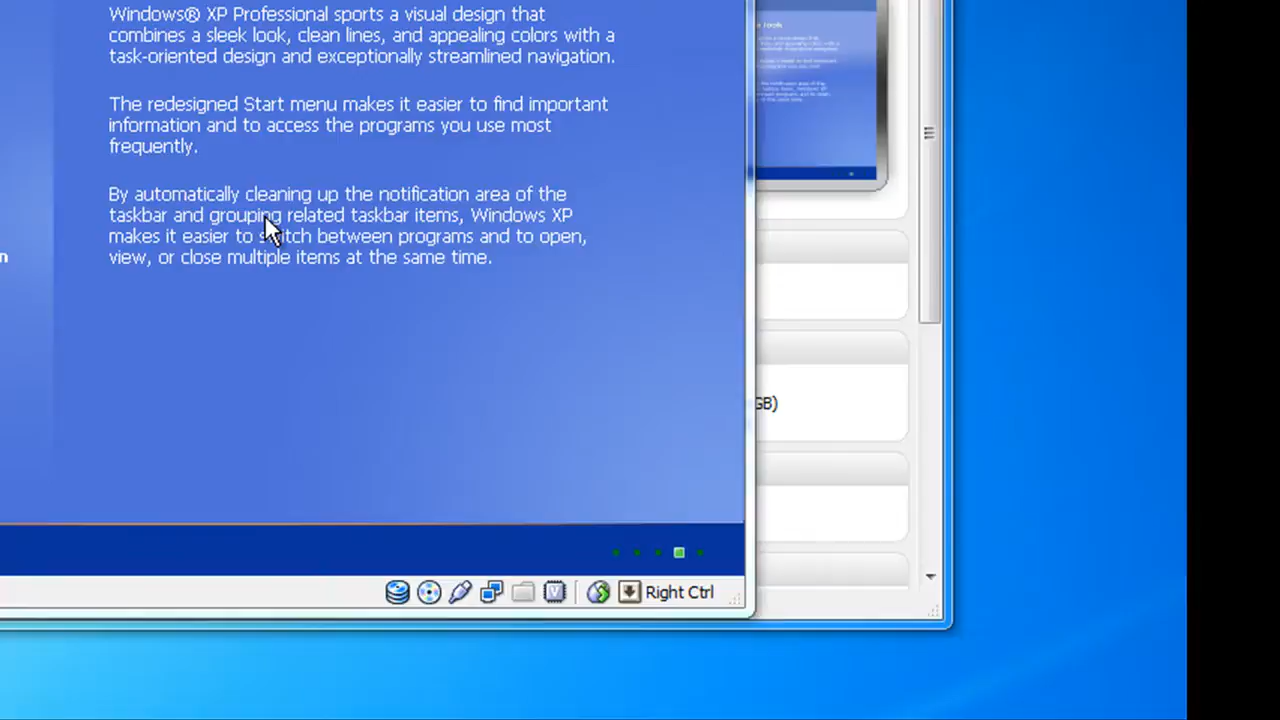 Windows® XP Professional sports a visual design that
combines a sleek look, clean lines, and appealing colors with a
task-oriented design and exceptionally streamlined navigation.
The redesigned Start menu makes it easier to find important
information and to access the programs you use most
frequently.
By automatically cleaning up the notification area of the
taskbar and grouping related taskbar items, Windows XP
makes it easier to switch between programs and to open,
view, or close multiple items at the same time.
n
GB)
Right Ctrl